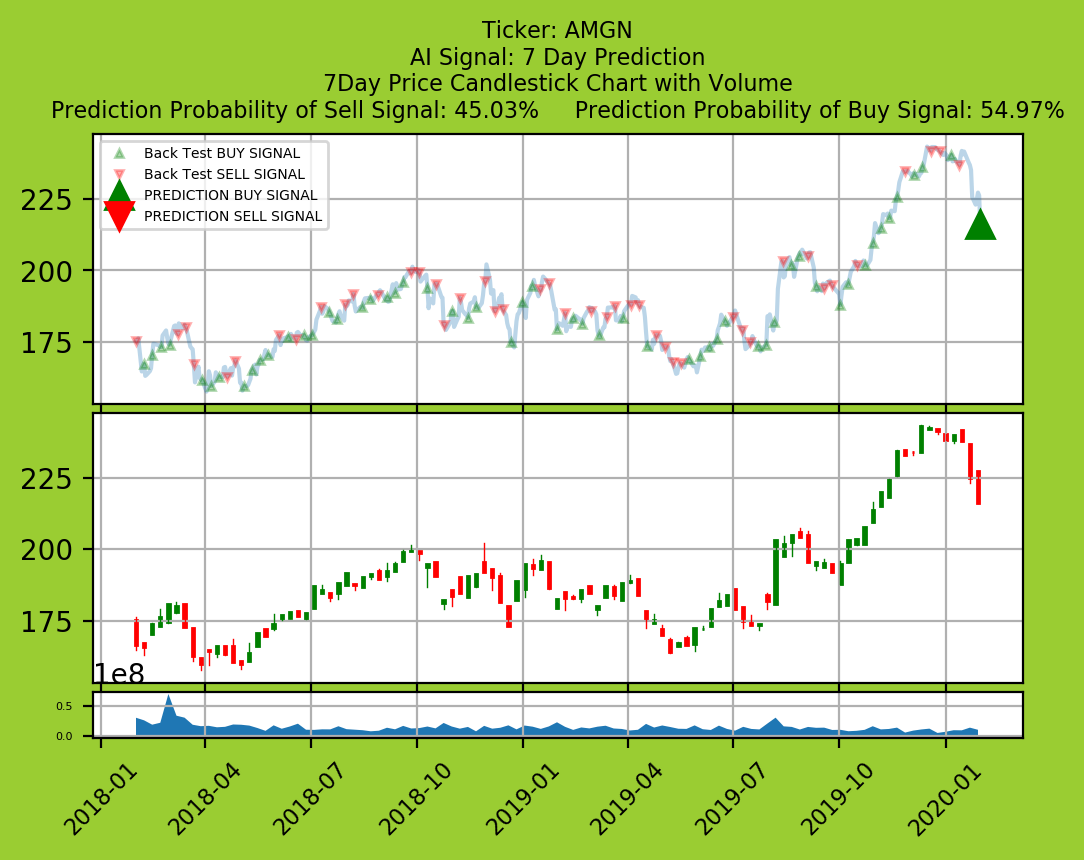 Ticker: AMGN
AI Signal: 7 Day Prediction
7Day Price Candlestick Chart with Volume
Prediction Probability of Sell Signal: 45.03%     Prediction Probability of Buy Signal: 54.97%
Back Test BUY SIGNAL
Back Test SELL SIGNAL
PREDICTION BUY SIGNAL
PREDICTION SELL SIGNAL
225
200
175
225
200
175
1e8
0.5
0.0
2018-01 2018-04 2018-07 2018-10 2019-01 2019-04 2019-07 2019-10 2020-01